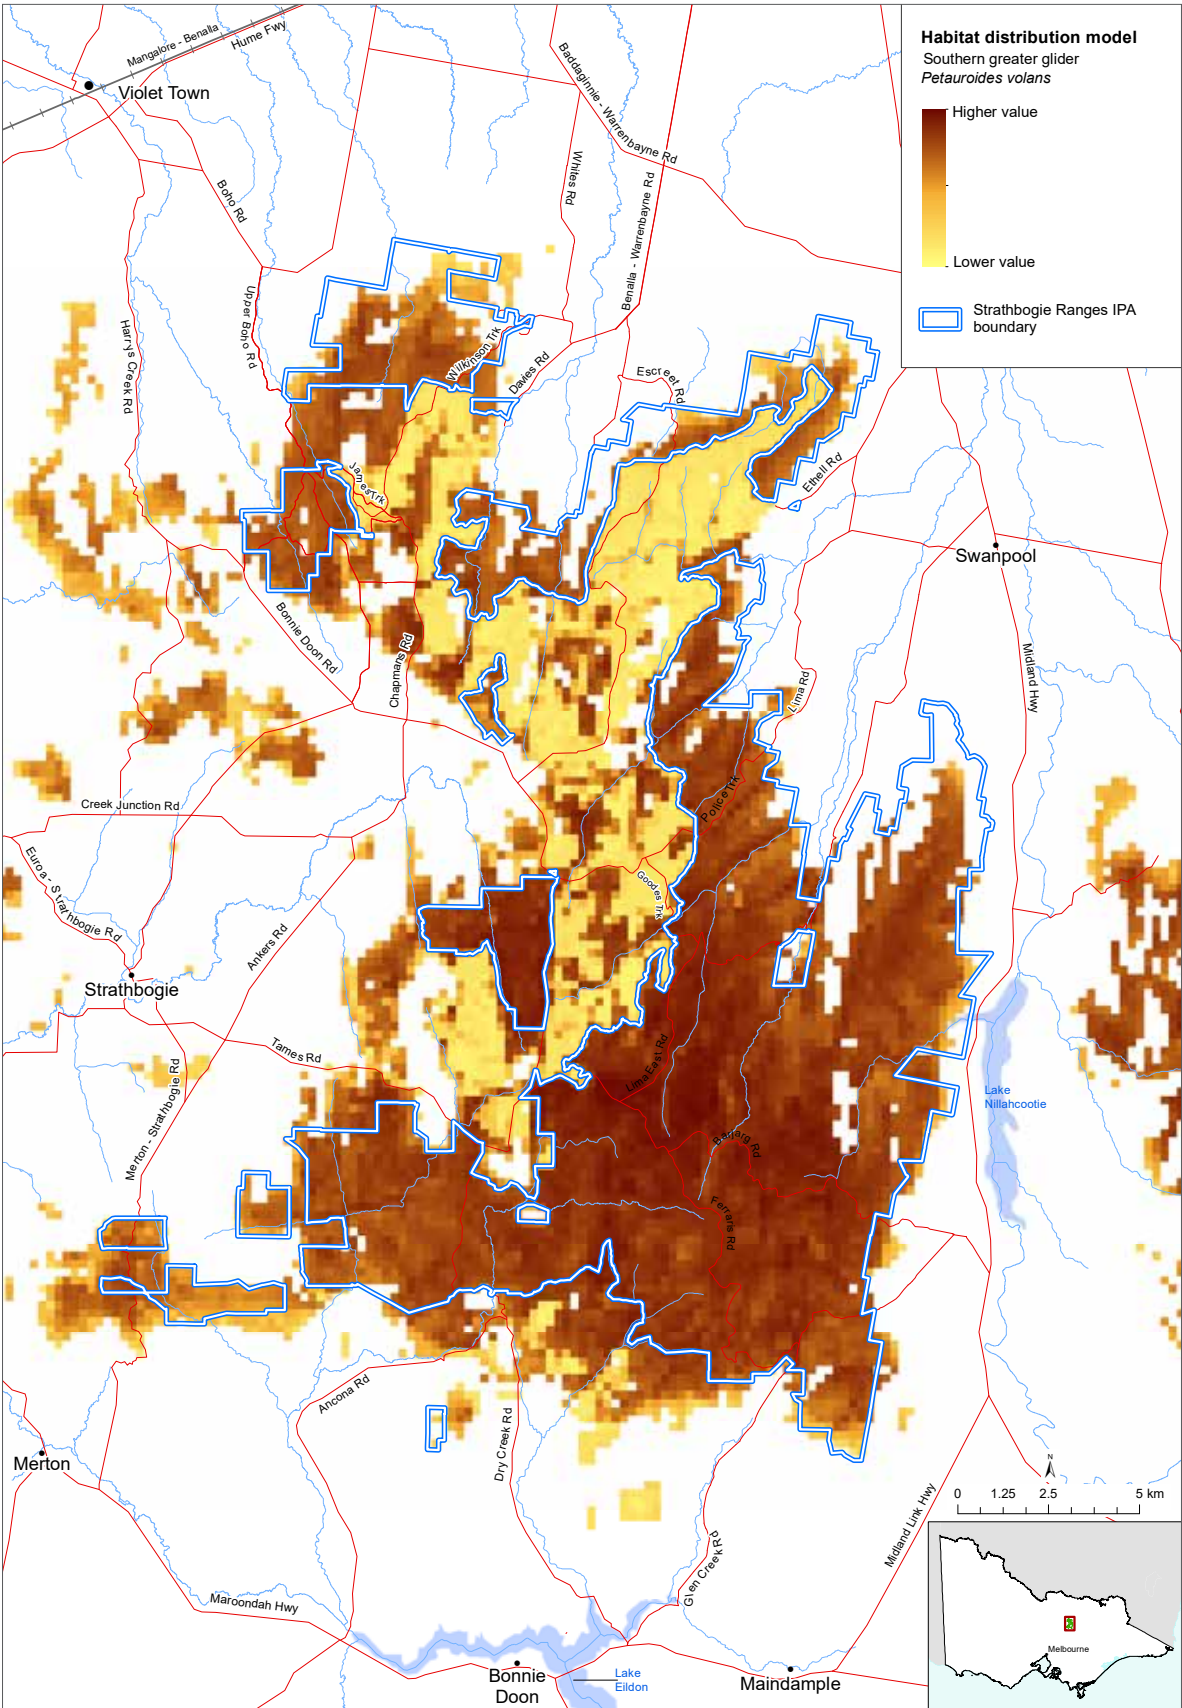 Habitat distribution model
Southern greater glider
Petauroides volans
Higher value
Lower value
Strathbogie Ranges IPA
boundary
Mangalore - Benalla
Hume Fwy
Violet Town
Baddaginnie - Warrenbayne Rd
Whites Rd
Boho Rd
Benalla - Warrenbayne Rd
Upper Boho Rd
Harrys Creek Rd
Wilkinson Trk
Davies Rd
Escreet Rd
James Trk
Ethell Rd
Swanpool
Bonnie Doon Rd
Chapmans Rd
Lima Rd
Midland Hwy
Police Trk
Creek Junction Rd
Euroa - Strathbogie Rd
Goodes Trk
Ankers Rd
Strathbogie
Tames Rd
Lima East Rd
Lake
Nillahcootie
Merton - Strathbogie Rd
Barjarg Rd
Ferraris Rd
Ancona Rd
Dry Creek Rd
Merton
N
0 1.25 2.5 5 km
Midland Link Hwy
Glen Creek Rd
Maroondah Hwy
Melbourne
Bonnie
Doon
Lake
Eildon
Maindample